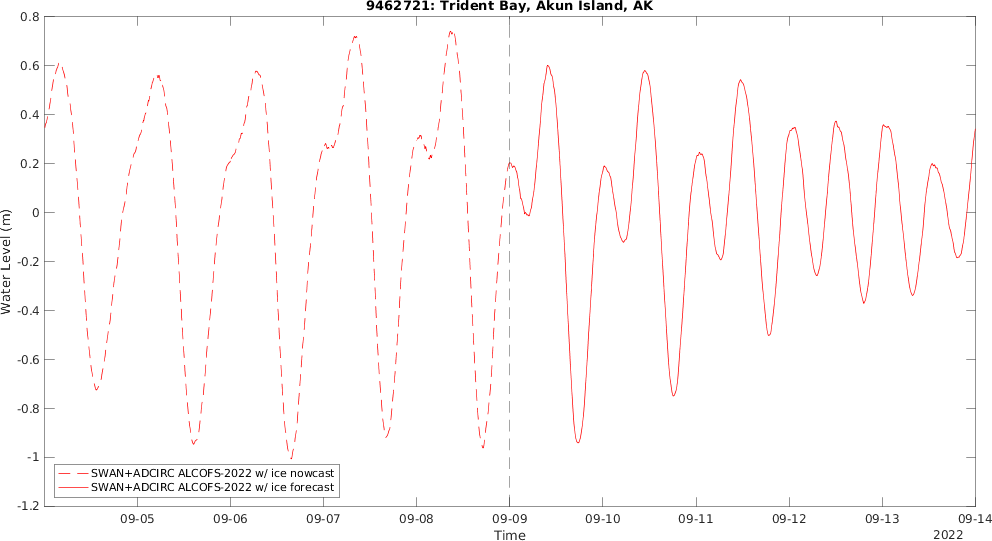 9462721: Trident Bay, Akun Island, AK
0.8
0.6
0.4
0.2
0
-0.2
-0.4
-0.6
-0.8
-1
-1.2
Water Level (m)
SWAN+ADCIRC ALCOFS-2022 w/ ice nowcast
SWAN+ADCIRC ALCOFS-2022 w/ ice forecast
09-05 09-06 09-07 09-08 09-09 09-10 09-11 09-12 09-13 09-14
Time
2022